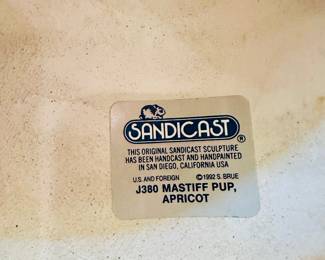 SANDICAST®
THIS ORIGINAL SANDICAST SCULPTURE
HAS BEEN HANDCAST AND HANDPAINTED
IN SAN DIEGO, CALIFORNIA USA
U.S. AND FOREIGN ©1992 S. BRUE
J380 MASTIFF PUP,
APRICOT